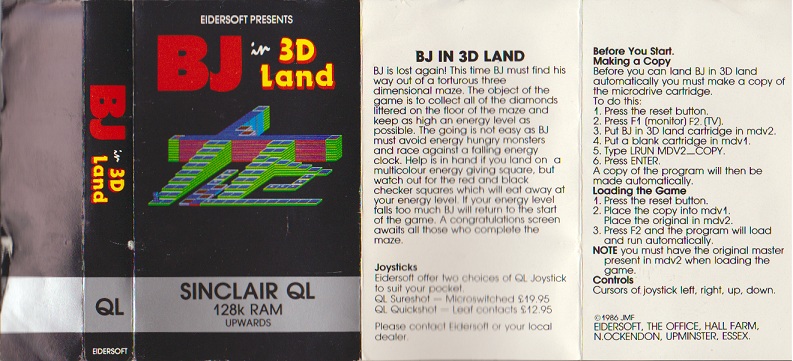 BJ
in 3D
Land
QL
EIDERSOFT
EIDERSOFT PRESENTS
BJ in 3D
Land
SINCLAIR QL
128k RAM
UPWARDS
BJ IN 3D LAND
BJ is lost again! This time BJ must find his
way out of a torturous three
dimensional maze. The object of the
game is to collect all of the diamonds
littered on the floor of the maze and
keep as high an energy level as
possible. The going is not easy as BJ
must avoid energy hungry monsters
and race against a falling energy
clock. Help is in hand if you land on a
multicolour energy giving square, but
watch out for the red and black
checker squares which will eat away at
your energy level. If your energy level
falls too much BJ will return to the start
of the game. A congratulations screen
awaits all those who complete the
maze.
Joysticks
Eidersoft offer two choices of QL Joystick
to suit your pocket.
QL Sureshot — Microswitched £19.95
QL Quickshot — Leaf contacts £12.95
Please contact Eidersoft or your local
dealer.
Before You Start.
Making a Copy
Before you can land BJ in 3D land
automatically you must make a copy of
the microdrive cartridge.
To do this:
1. Press the reset button.
2. Press F1 (monitor) F2 (TV).
3. Put BJ in 3D land cartridge in mdv2.
4. Put a blank cartridge in mdv1.
5. Type LRUN MDV2_COPY.
6. Press ENTER.
A copy of the program will then be
made automatically.
Loading the Game
1. Press the reset button.
2. Place the copy into mdv1.
Place the original in mdv2.
3. Press F2 and the program will load
and run automatically.
NOTE you must have the original master
present in mdv2 when loading the
game.
Controls
Cursors or joystick left, right, up, down.
©1986 JMF
EIDERSOFT, THE OFFICE, HALL FARM,
N.OCKENDON, UPMINSTER, ESSEX.